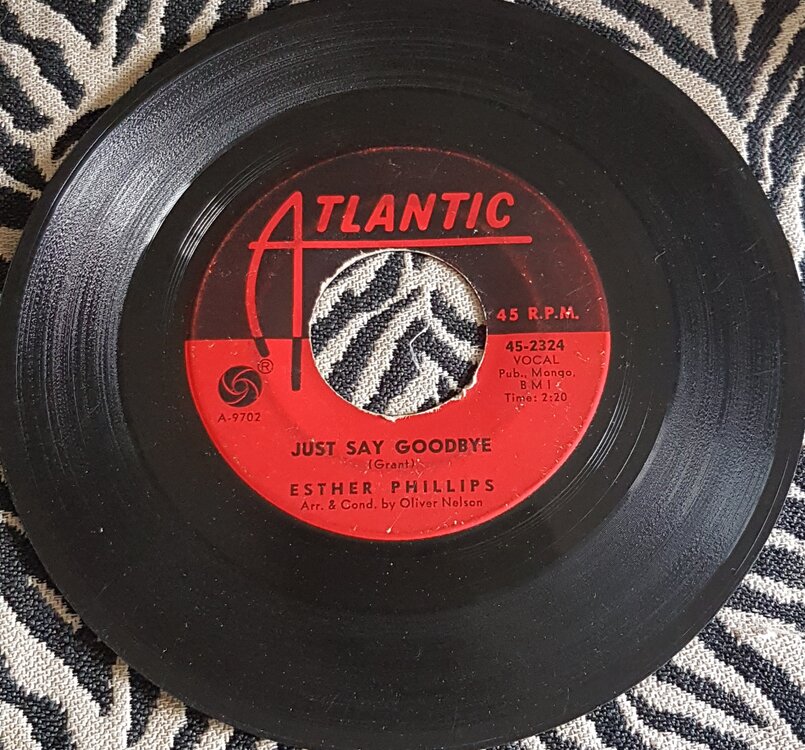 ATLANTIC
45 R.P.M.
45-2324
VOCAL
Pub., Mongo,
BMI
Time: 2:20
®
A-9702
JUST SAY GOODBYE
(Grant)
ESTHER PHILLIPS
Arr. & Cond. by Oliver Nelson